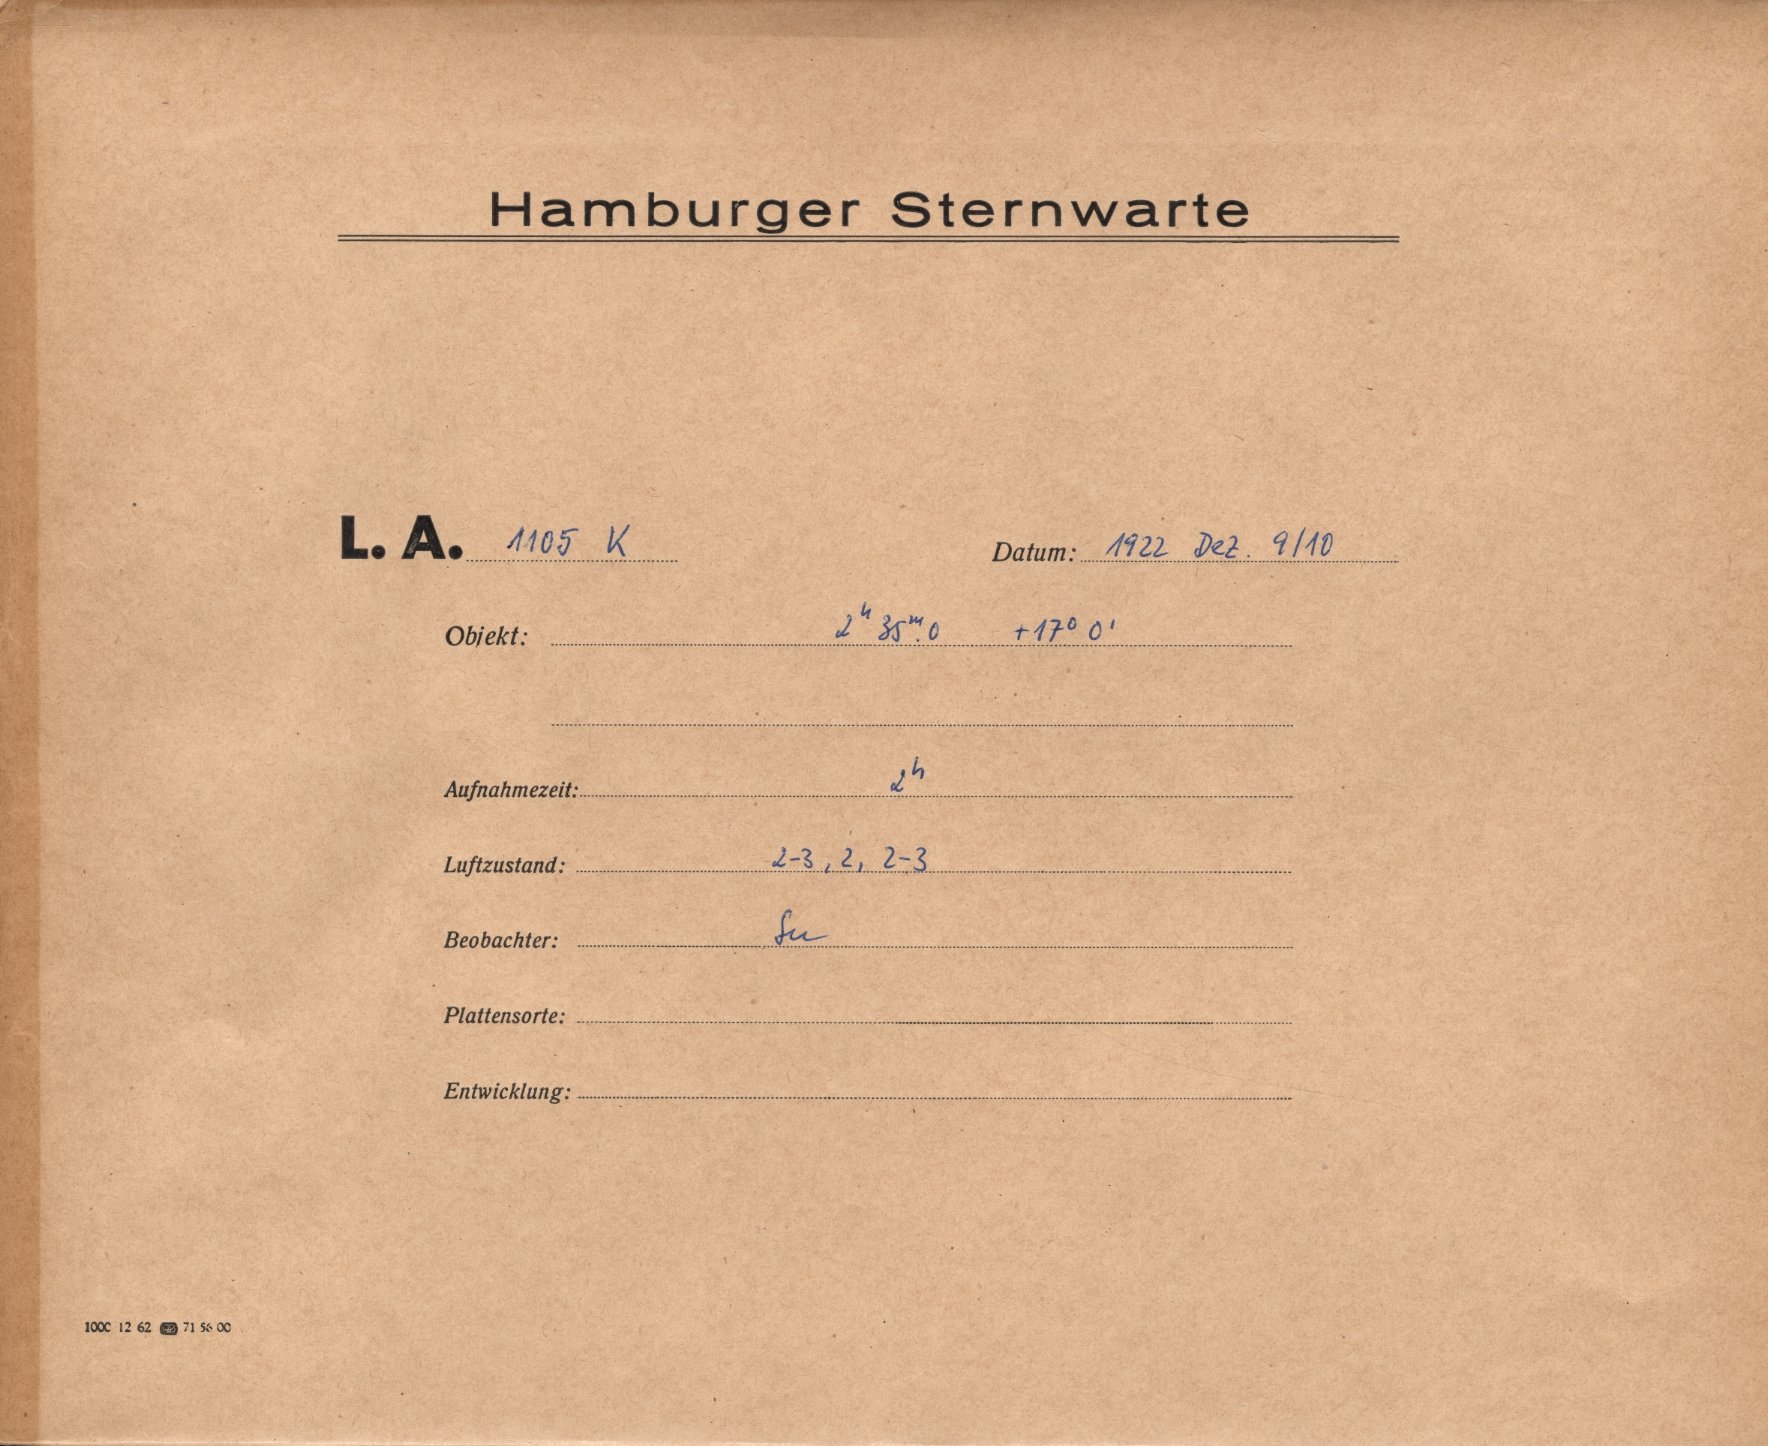 Hamburger Sternwarte
L. A. 1105 K Datum: 1922 Dez. 9/10
Objekt: 2ʰ 35ᵐ.0 +17° 0'
Aufnahmezeit: 2ʰ
Luftzustand: 2-3, 2, 2-3
Beobachter:
Plattensorte:
Entwicklung:
1000 12 62 71 56 00